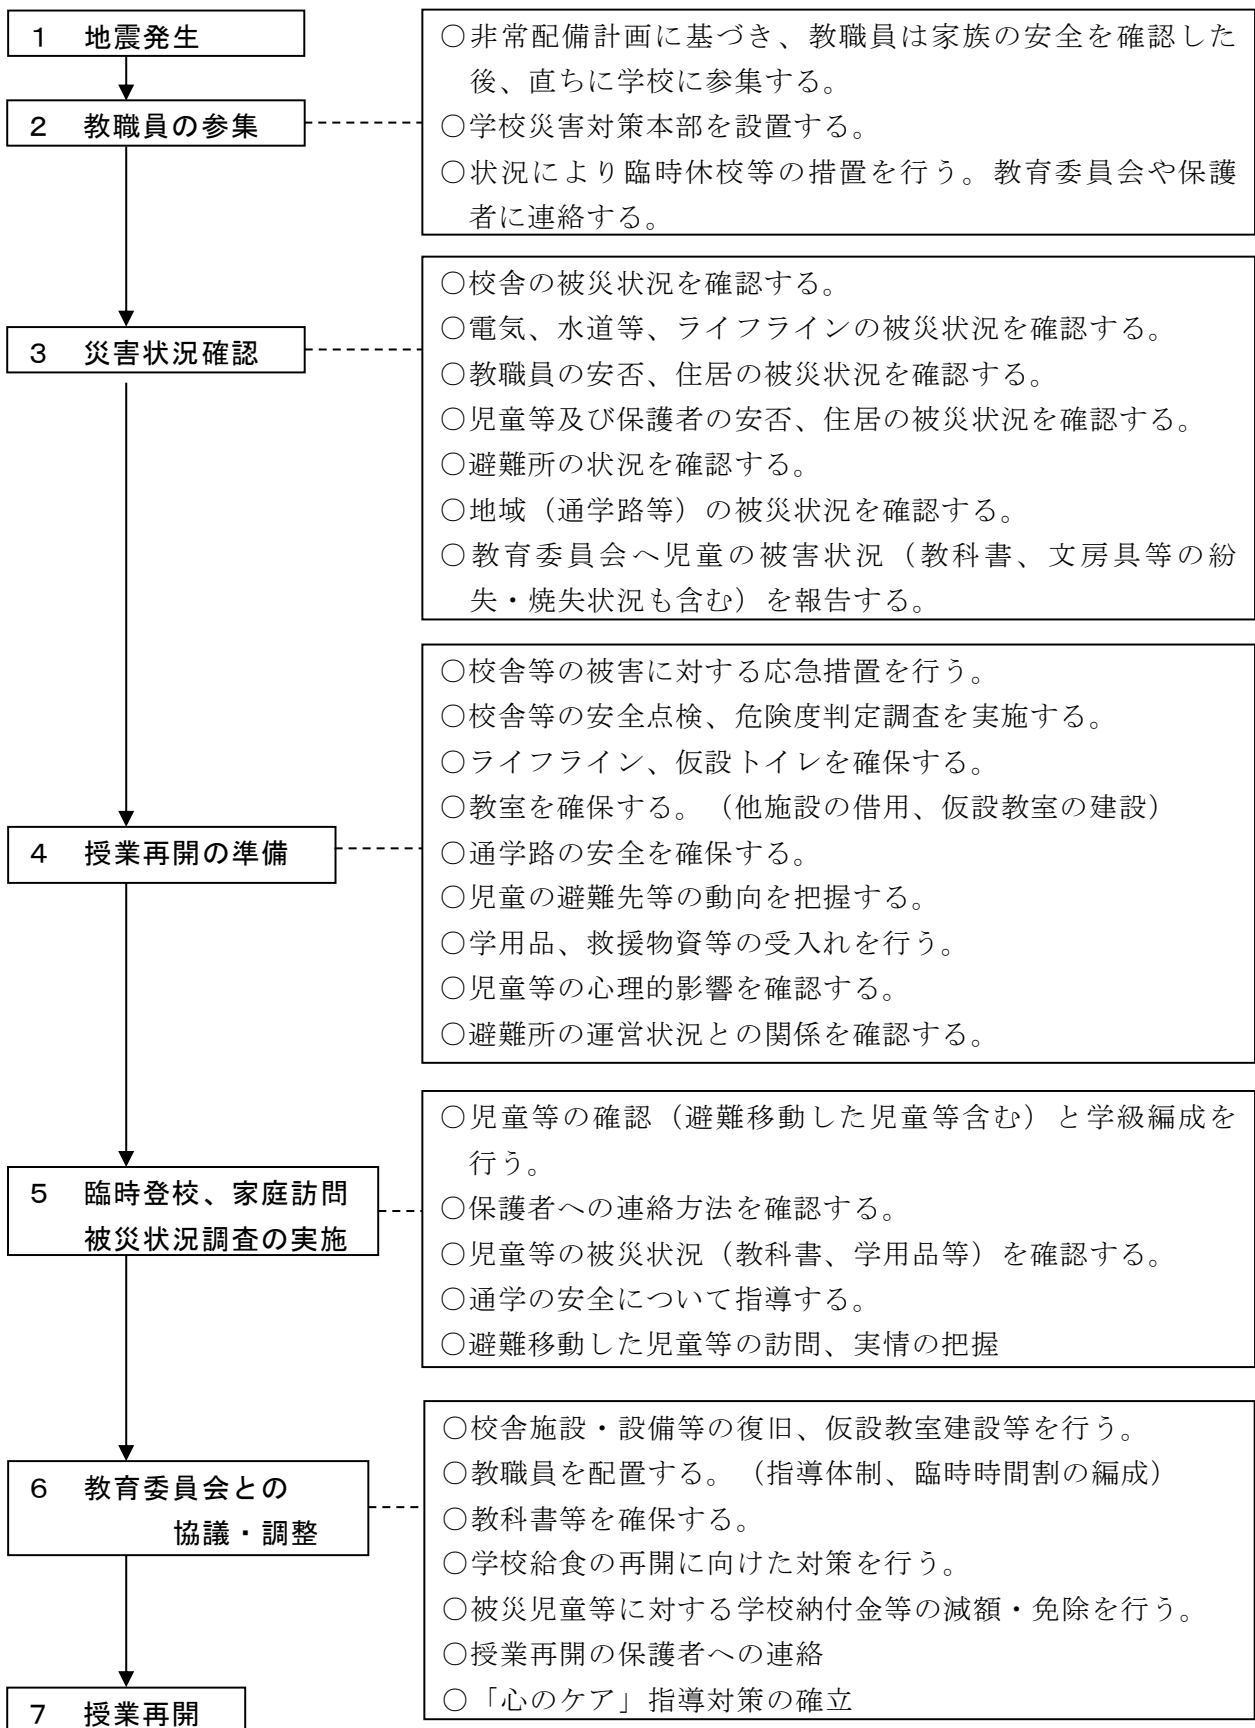 １　地震発生
２　教職員の参集
○非常配備計画に基づき、教職員は家族の安全を確認した
後、直ちに学校に参集する。
○学校災害対策本部を設置する。
○状況により臨時休校等の措置を行う。教育委員会や保護
者に連絡する。
３　災害状況確認
○校舎の被災状況を確認する。
○電気、水道等、ライフラインの被災状況を確認する。
○教職員の安否、住居の被災状況を確認する。
○児童等及び保護者の安否、住居の被災状況を確認する。
○避難所の状況を確認する。
○地域（通学路等）の被災状況を確認する。
○教育委員会へ児童の被害状況（教科書、文房具等の紛
失・焼失状況も含む）を報告する。
４　授業再開の準備
○校舎等の被害に対する応急措置を行う。
○校舎等の安全点検、危険度判定調査を実施する。
○ライフライン、仮設トイレを確保する。
○教室を確保する。（他施設の借用、仮設教室の建設）
○通学路の安全を確保する。
○児童の避難先等の動向を把握する。
○学用品、救援物資等の受入れを行う。
○児童等の心理的影響を確認する。
○避難所の運営状況との関係を確認する。
５　臨時登校、家庭訪問
被災状況調査の実施
○児童等の確認（避難移動した児童等含む）と学級編成を
行う。
○保護者への連絡方法を確認する。
○児童等の被災状況（教科書、学用品等）を確認する。
○通学の安全について指導する。
○避難移動した児童等の訪問、実情の把握
６　教育委員会との
協議・調整
○校舎施設・設備等の復旧、仮設教室建設等を行う。
○教職員を配置する。（指導体制、臨時時間割の編成）
○教科書等を確保する。
○学校給食の再開に向けた対策を行う。
○被災児童等に対する学校納付金等の減額・免除を行う。
○授業再開の保護者への連絡
○「心のケア」指導対策の確立
７　授業再開